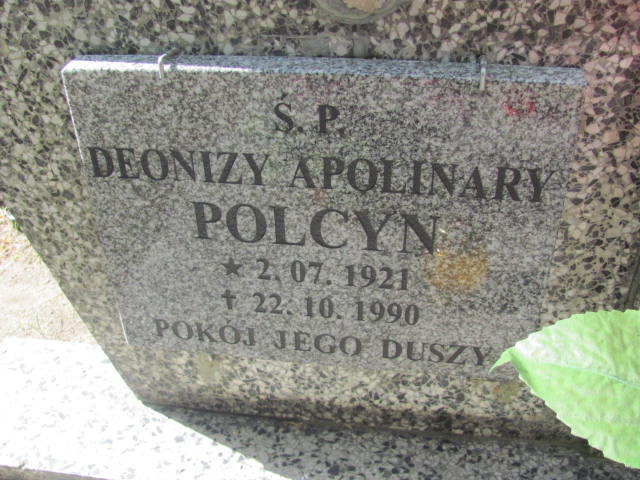 Ś. P.
DEONIZY APOLINARY
POLCYN
★ 2. 07. 1921
✝ 22. 10. 1990
POKÓJ JEGO DUSZY